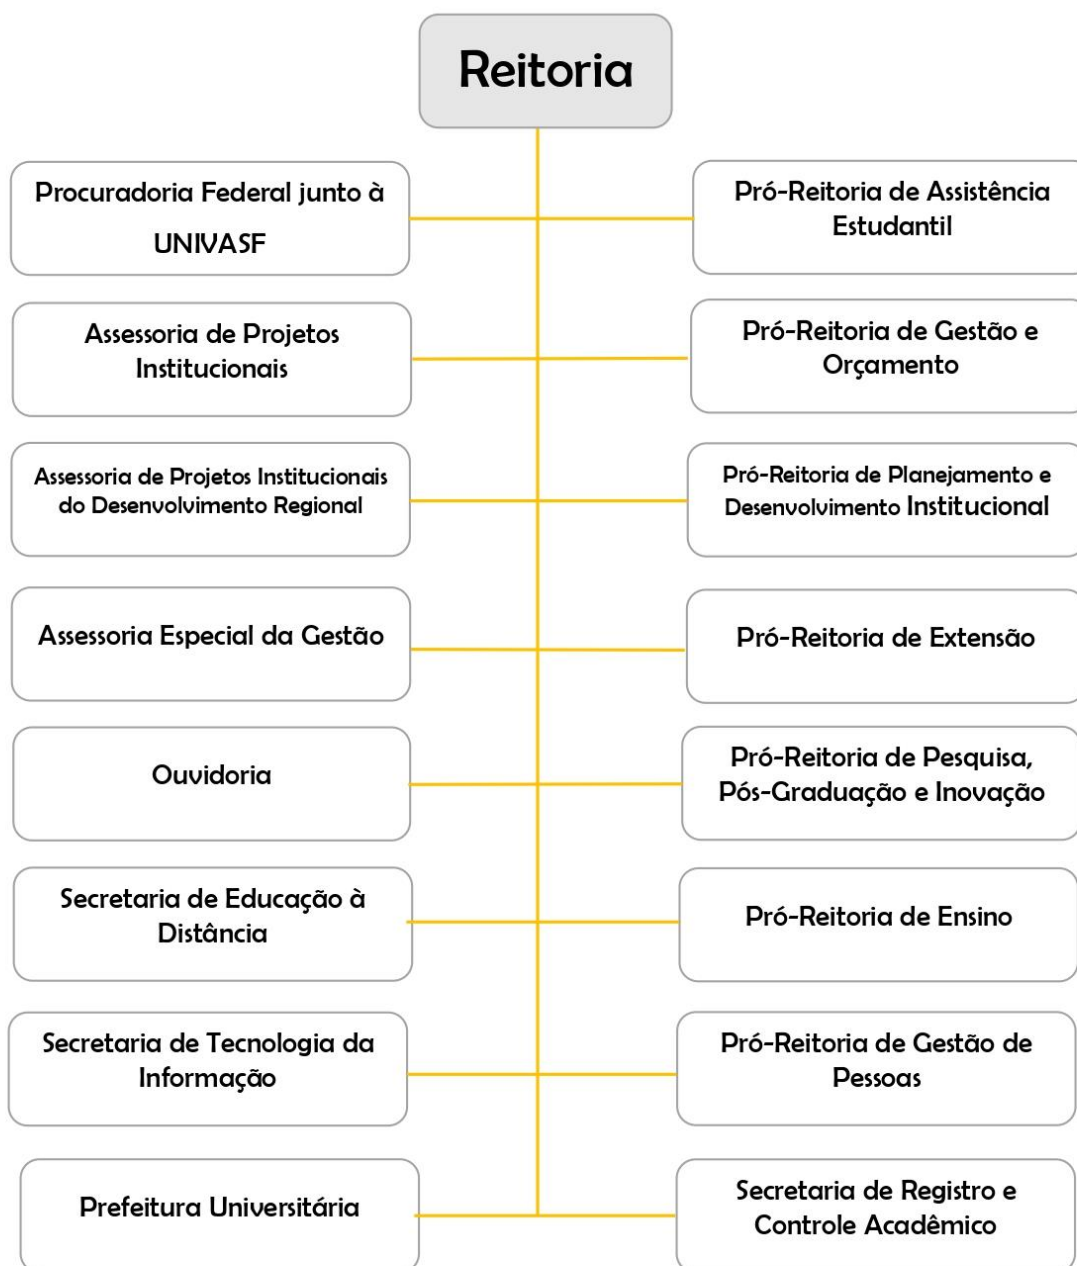 Reitoria
Procuradoria Federal junto à
UNIVASF
Pró-Reitoria de Assistência
Estudantil
Assessoria de Projetos
Institucionais
Pró-Reitoria de Gestão e
Orçamento
Assessoria de Projetos Institucionais
do Desenvolvimento Regional
Pró-Reitoria de Planejamento e
Desenvolvimento Institucional
Assessoria Especial da Gestão
Pró-Reitoria de Extensão
Ouvidoria
Pró-Reitoria de Pesquisa,
Pós-Graduação e Inovação
Secretaria de Educação à
Distância
Pró-Reitoria de Ensino
Secretaria de Tecnologia da
Informação
Pró-Reitoria de Gestão de
Pessoas
Prefeitura Universitária
Secretaria de Registro e
Controle Acadêmico